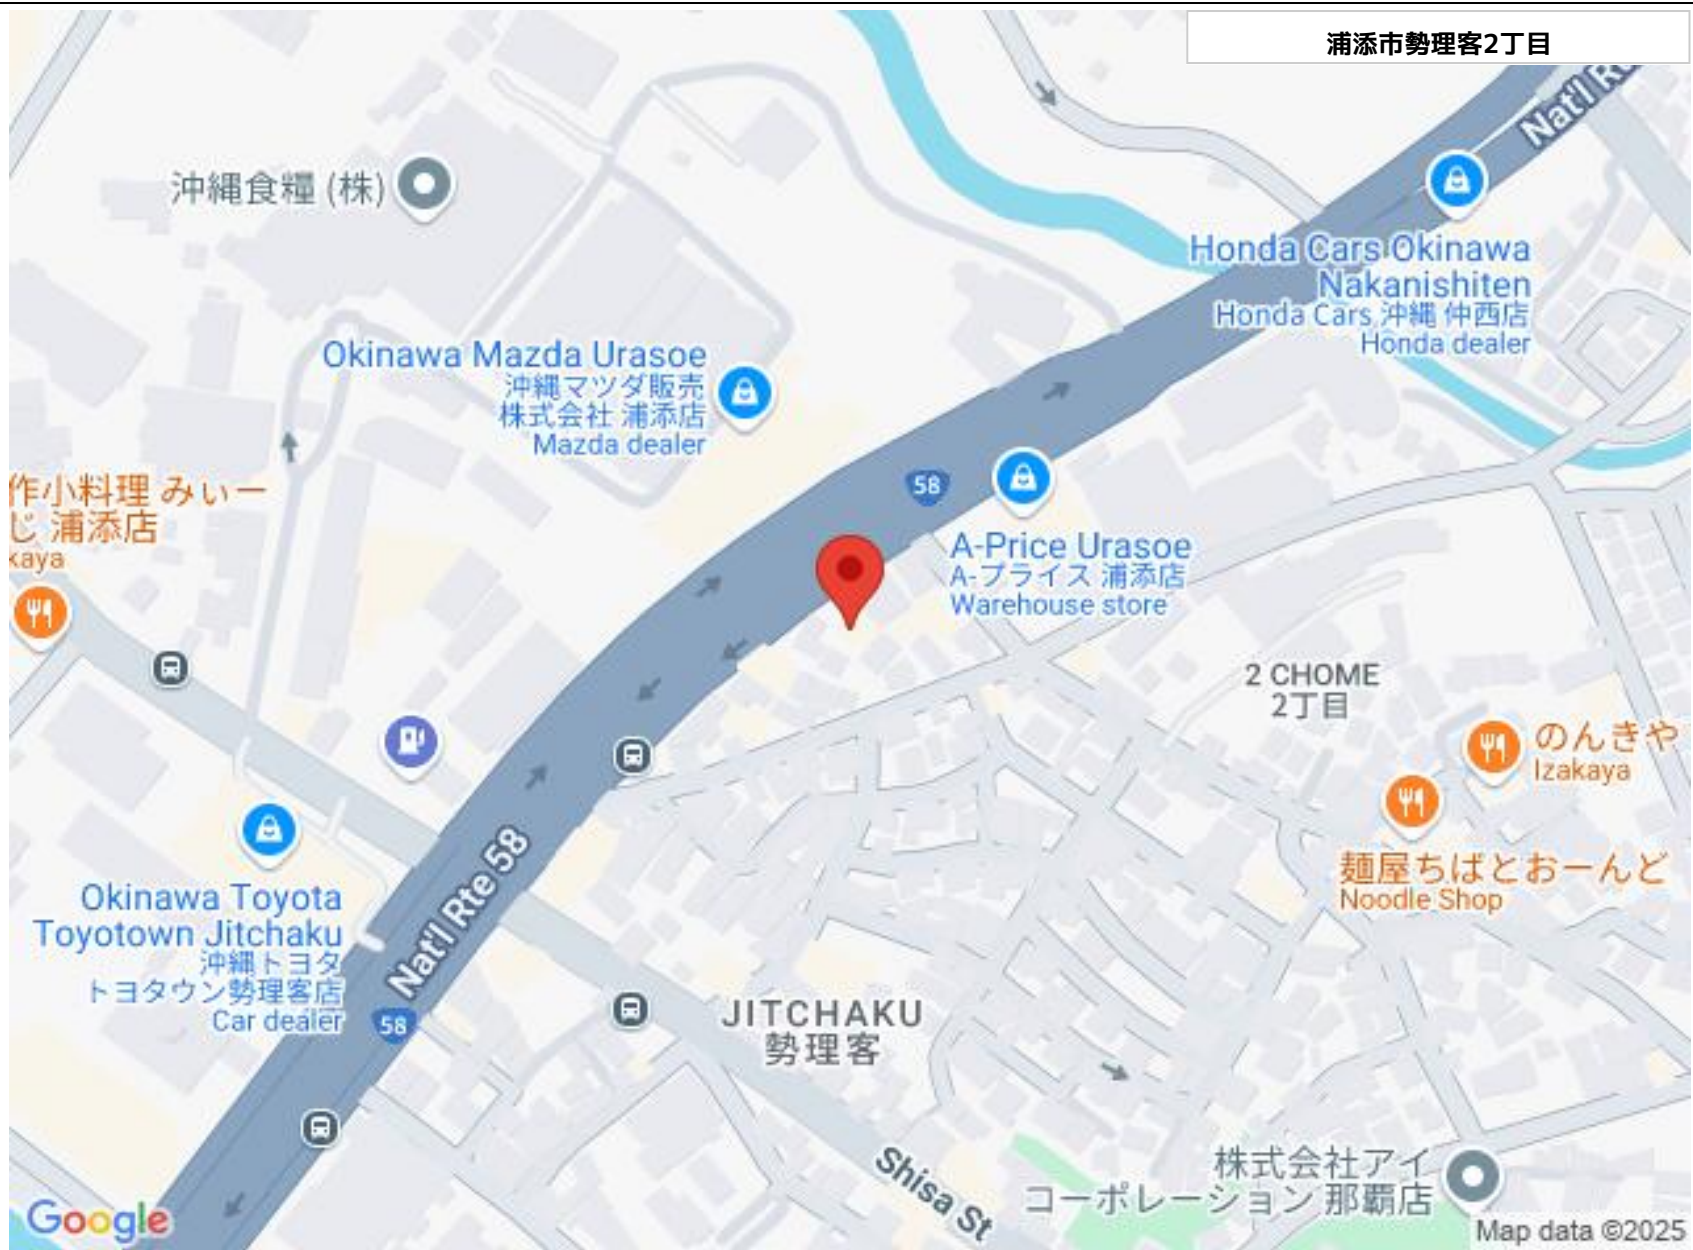 浦添市勢理客2丁目
Nat'l Rt
沖縄食糧 (株)
Honda Cars Okinawa
Nakanishiten
Honda Cars 沖縄 仲西店
Honda dealer
Okinawa Mazda Urasoe
沖縄マツダ販売
株式会社 浦添店
Mazda dealer
58
作小料理 みぃー
じ 浦添店
kaya
A-Price Urasoe
A-プライス 浦添店
Warehouse store
2 CHOME
2丁目
のんきや
Izakaya
麺屋ちばとおーんど
Noodle Shop
Okinawa Toyota
Toyotown Jitchaku
沖縄トヨタ
トヨタウン勢理客店
Car dealer
Nat'l Rte 58
58
JITCHAKU
勢理客
Shisa St
株式会社アイ
コーポレーション 那覇店
Google
Map data ©2025